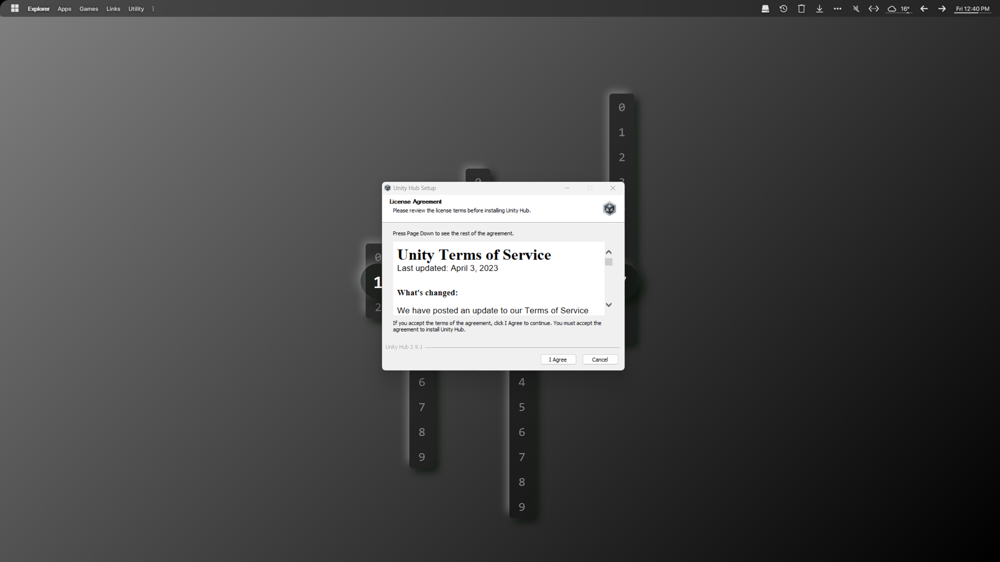 Explorer Apps Games Links Utility
16° Fri 12:40 PM
0
1
2
3
0
Unity Hub Setup
License Agreement
Please review the license terms before installing Unity Hub.
Press Page Down to see the rest of the agreement.
Unity Terms of Service
Last updated: April 3, 2023
What's changed:
We have posted an update to our Terms of Service
If you accept the terms of the agreement, click I Agree to continue. You must accept the
agreement to install Unity Hub.
Unity Hub 3.9.1
I Agree Cancel
0
1
2
6
7
8
9
4
5
6
7
8
9